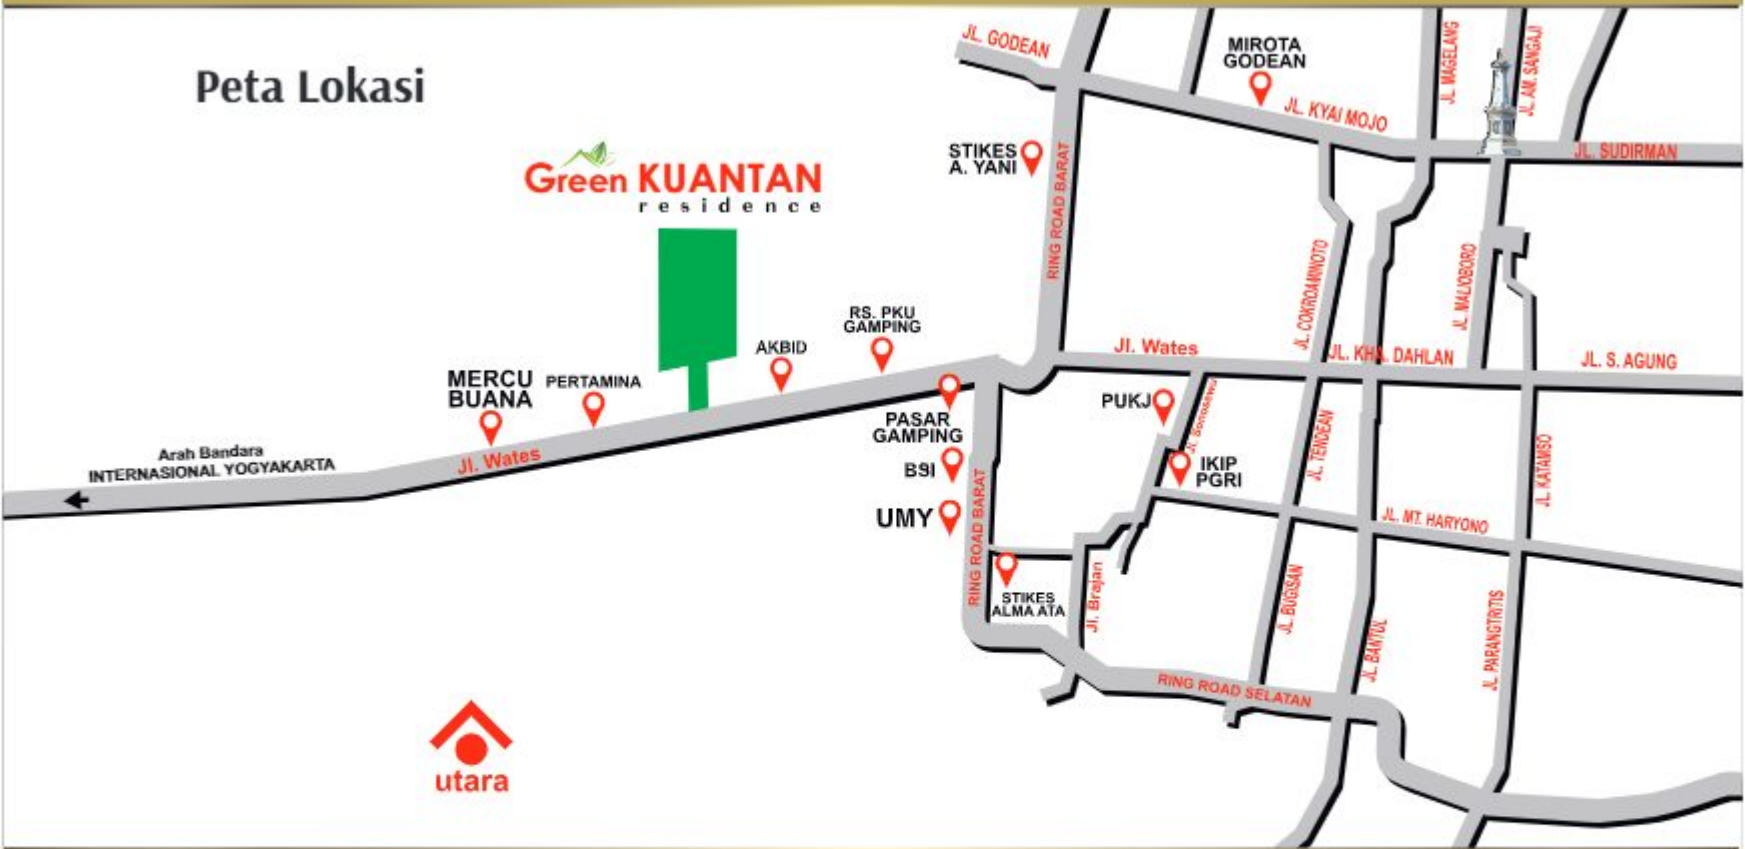 Peta Lokasi
Green KUANTAN
residence
JL. GODEAN
MIROTA
GODEAN
JL. KYAI MOJO
JL. MAGELANG
JL. AM. SANGAJI
JL. SUDIRMAN
STIKES
A. YANI
RING ROAD BARAT
JL. COKROAMINOTO
JL. MALIOBORO
RS. PKU
GAMPING
AKBID
PERTAMINA
MERCU
BUANA
Arah Bandara
INTERNASIONAL YOGYAKARTA
Jl. Wates
Jl. Wates
JL. KHA. DAHLAN
JL. S. AGUNG
PASAR
GAMPING
BSI
UMY
RING ROAD BARAT
PUKJ
IKIP
PGRI
JL. TENDEAN
JL. KATAMSO
JL. MT. HARYONO
STIKES
ALMA ATA
Jl. Brajan
JL. BUGISAN
JL. BANTUL
JL. PARANGTRITIS
RING ROAD SELATAN
utara